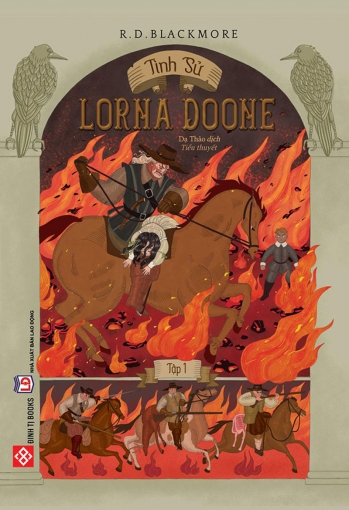 R.D.BLACKMORE
Tình Sử
LORNA DOONE
Dạ Thảo dịch
Tiểu thuyết
Tập 1
NHÀ XUẤT BẢN LAO ĐỘNG
LĐ
ĐINH TỊ BOOKS